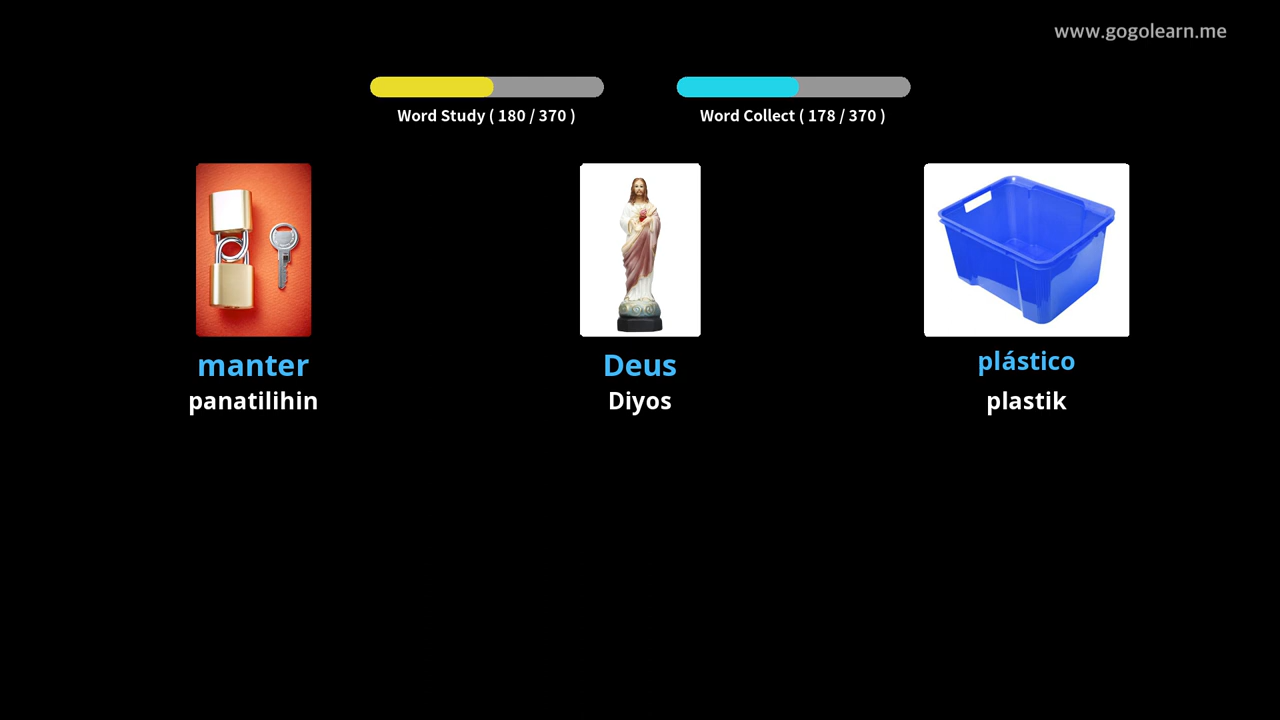 www.gogolearn.me
Word Study ( 180 / 370 )
Word Collect ( 178 / 370 )
manter
panatilihin
Deus
Diyos
plástico
plastik